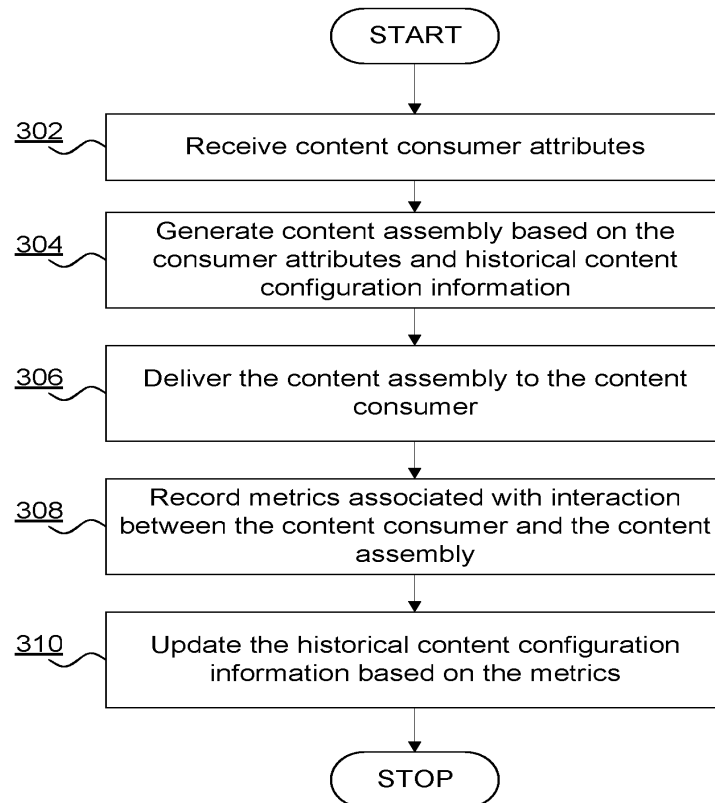 START
302
Receive content consumer attributes
304
Generate content assembly based on the
consumer attributes and historical content
configuration information
306
Deliver the content assembly to the content
consumer
308
Record metrics associated with interaction
between the content consumer and the content
assembly
310
Update the historical content configuration
information based on the metrics
STOP